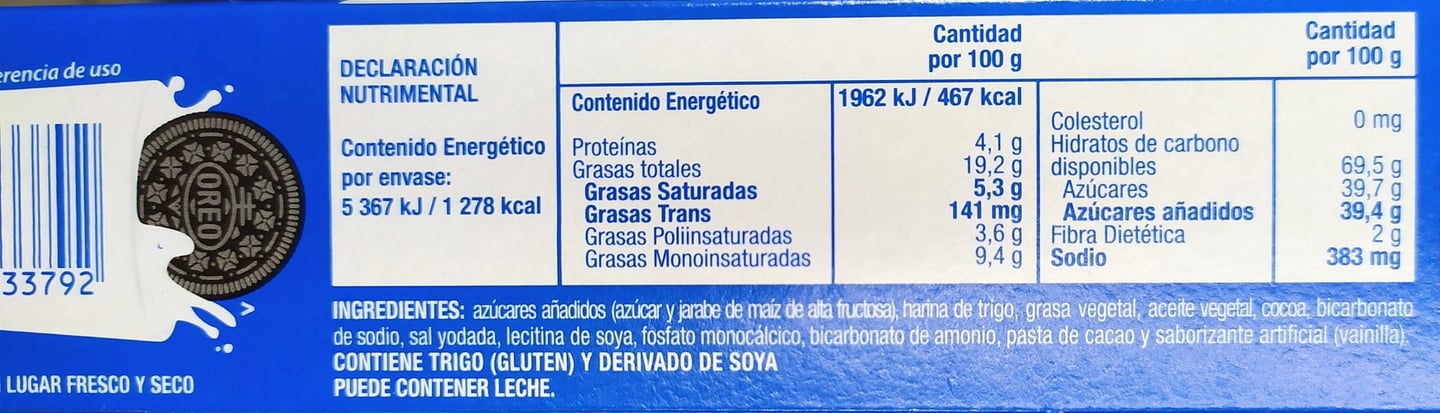 erencia de uso
OREO
33792
LUGAR FRESCO Y SECO
DECLARACIÓN
NUTRIMENTAL
Contenido Energético
por envase:
5 367 kJ / 1 278 kcal
Cantidad
por 100 g
Cantidad
por 100 g
Contenido Energético 1962 kJ / 467 kcal
Proteínas 4,1 g
Grasas totales 19,2 g
Grasas Saturadas 5,3 g
Grasas Trans 141 mg
Grasas Poliinsaturadas 3,6 g
Grasas Monoinsaturadas 9,4 g
Colesterol 0 mg
Hidratos de carbono
disponibles 69,5 g
Azúcares 39,7 g
Azúcares añadidos 39,4 g
Fibra Dietética 2 g
Sodio 383 mg
INGREDIENTES: azúcares añadidos (azúcar y jarabe de maíz de alta fructosa), harina de trigo, grasa vegetal, aceite vegetal, cocoa, bicarbonato
de sodio, sal yodada, lecitina de soya, fosfato monocálcico, bicarbonato de amonio, pasta de cacao y saborizante artificial (vainilla).
CONTIENE TRIGO (GLUTEN) Y DERIVADO DE SOYA
PUEDE CONTENER LECHE.